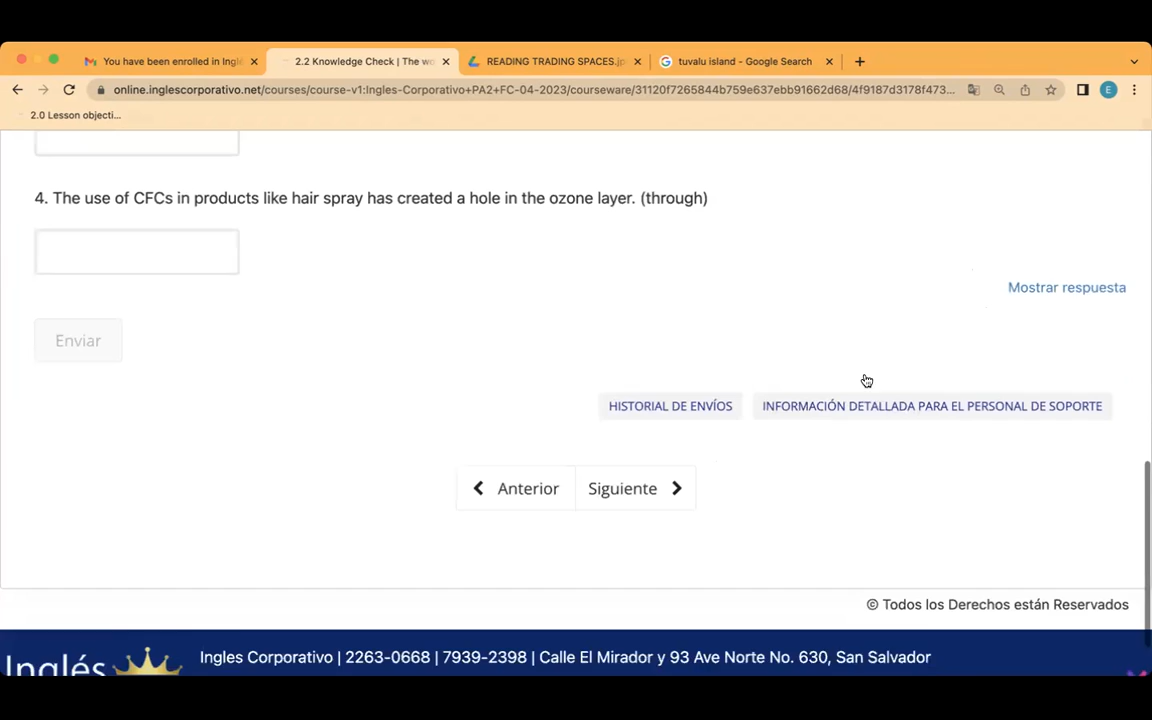 You have been enrolled in Inglé
2.2 Knowledge Check | The wo
READING TRADING SPACES.jp
tuvalu island - Google Search
online.inglescorporativo.net/courses/course-v1:Ingles-Corporativo+PA2+FC-04-2023/courseware/31120f7265844b759e637ebb91662d68/4f9187d3178f473...
E
2.0 Lesson objecti...
4. The use of CFCs in products like hair spray has created a hole in the ozone layer. (through)
Mostrar respuesta
Enviar
HISTORIAL DE ENVÍOS
INFORMACIÓN DETALLADA PARA EL PERSONAL DE SOPORTE
Anterior
Siguiente
© Todos los Derechos están Reservados
Inglés
Ingles Corporativo | 2263-0668 | 7939-2398 | Calle El Mirador y 93 Ave Norte No. 630, San Salvador